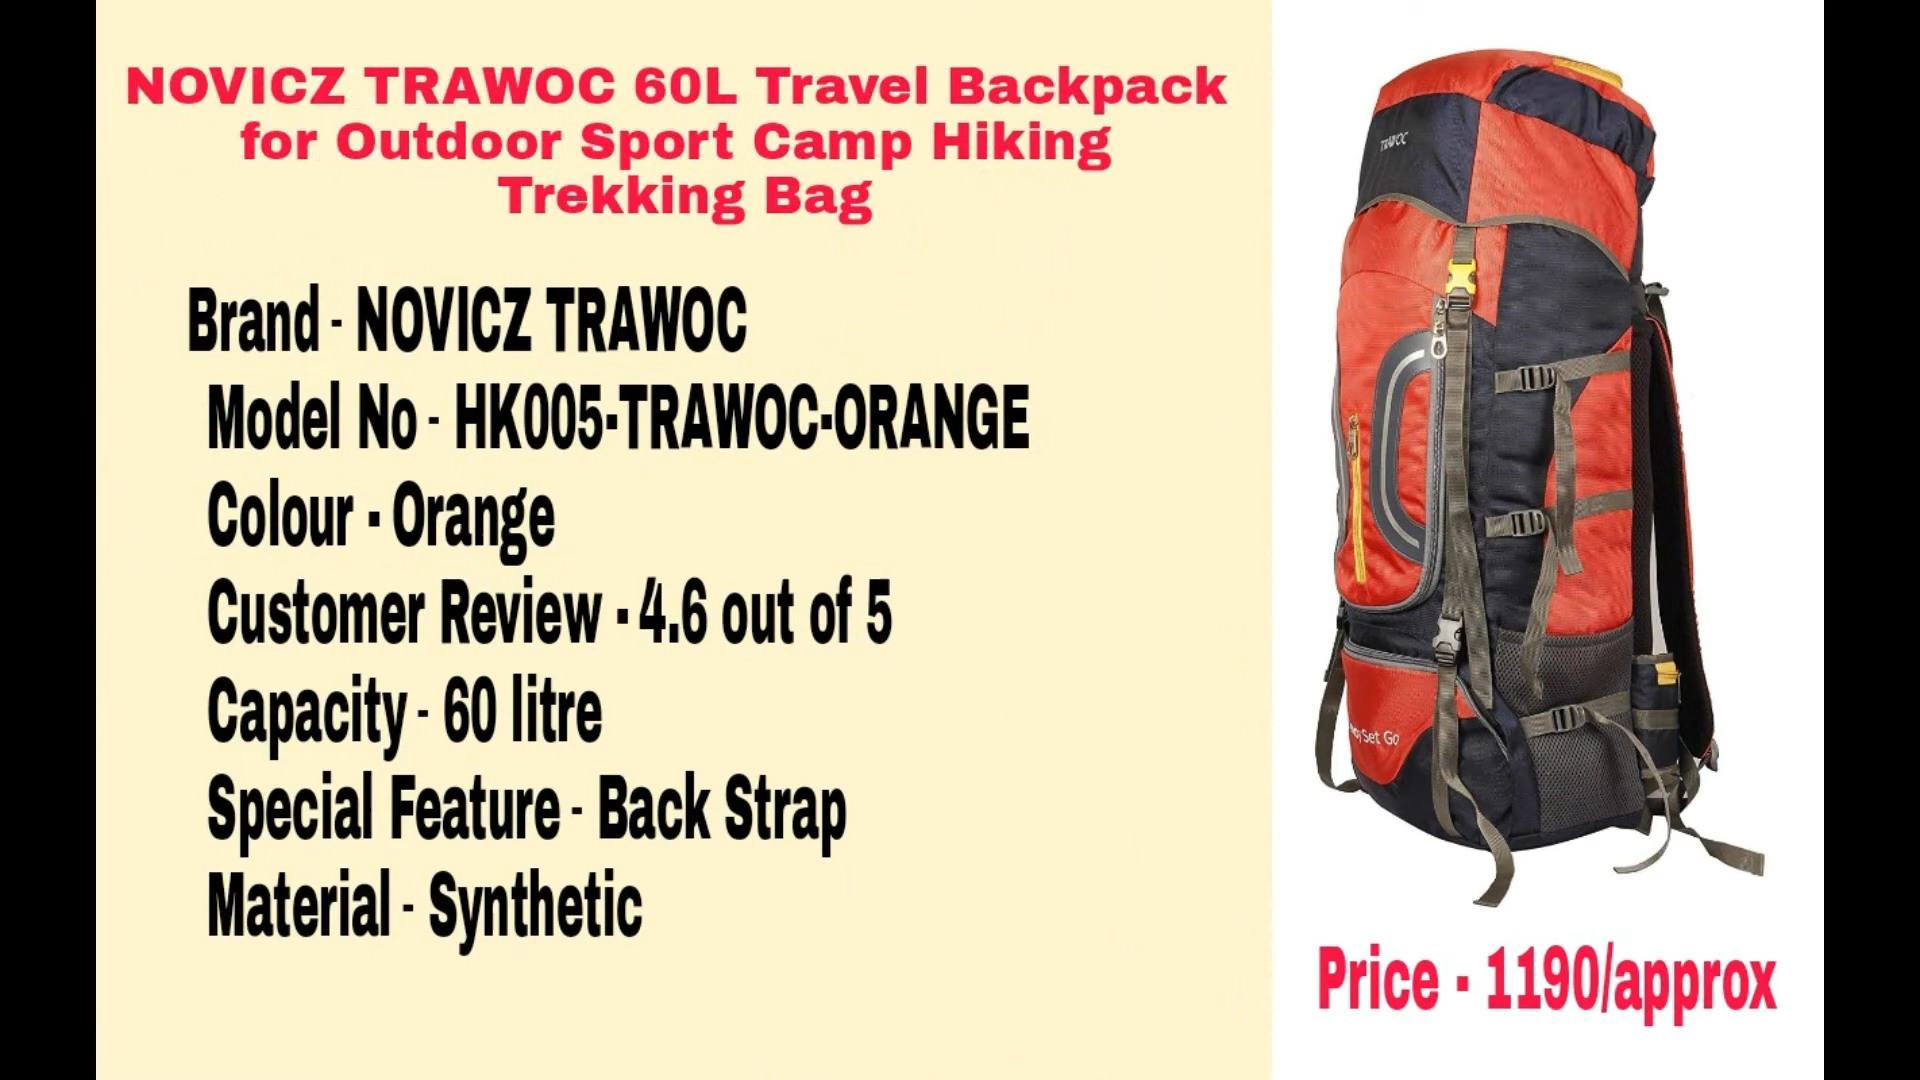 NOVICZ TRAWOC 60L Travel Backpack
for Outdoor Sport Camp Hiking
Trekking Bag
Brand - NOVICZ TRAWOC
Model No - HK005-TRAWOC-ORANGE
Colour - Orange
Customer Review - 4.6 out of 5
Capacity - 60 litre
Special Feature - Back Strap
Material - Synthetic
TRAWOC
Set Go
Price - 1190/approx